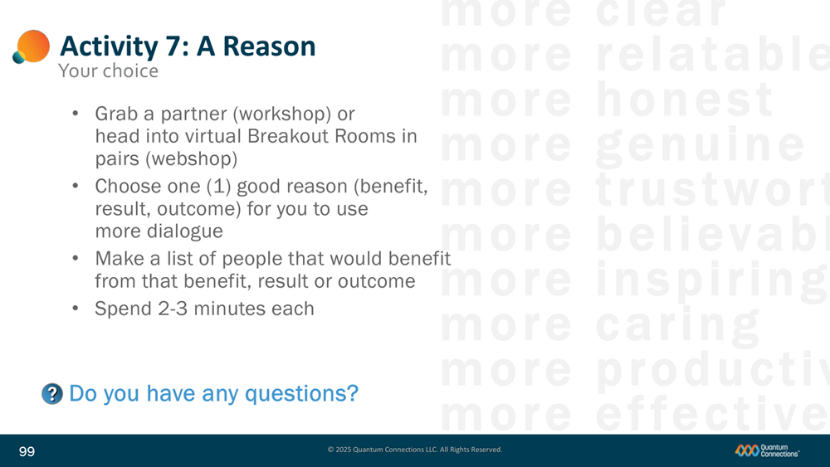 Activity 7: A Reason
Your choice
• Grab a partner (workshop) or
head into virtual Breakout Rooms in
pairs (webshop)
• Choose one (1) good reason (benefit,
result, outcome) for you to use
more dialogue
• Make a list of people that would benefit
from that benefit, result or outcome
• Spend 2-3 minutes each
? Do you have any questions?
more clear
more relatable
more honest
more genuine
more trustwort
more believabl
more inspiring
more caring
more productiv
more effective
99
© 2025 Quantum Connections LLC. All Rights Reserved.
Quantum
Connections